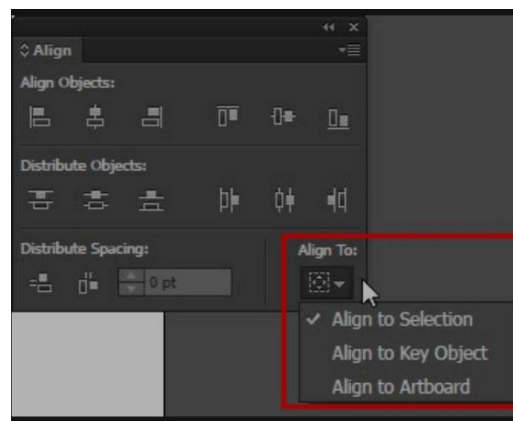 Align
Align Objects:
Distribute Objects:
Distribute Spacing:
Align To:
0 pt
Align to Selection
Align to Key Object
Align to Artboard